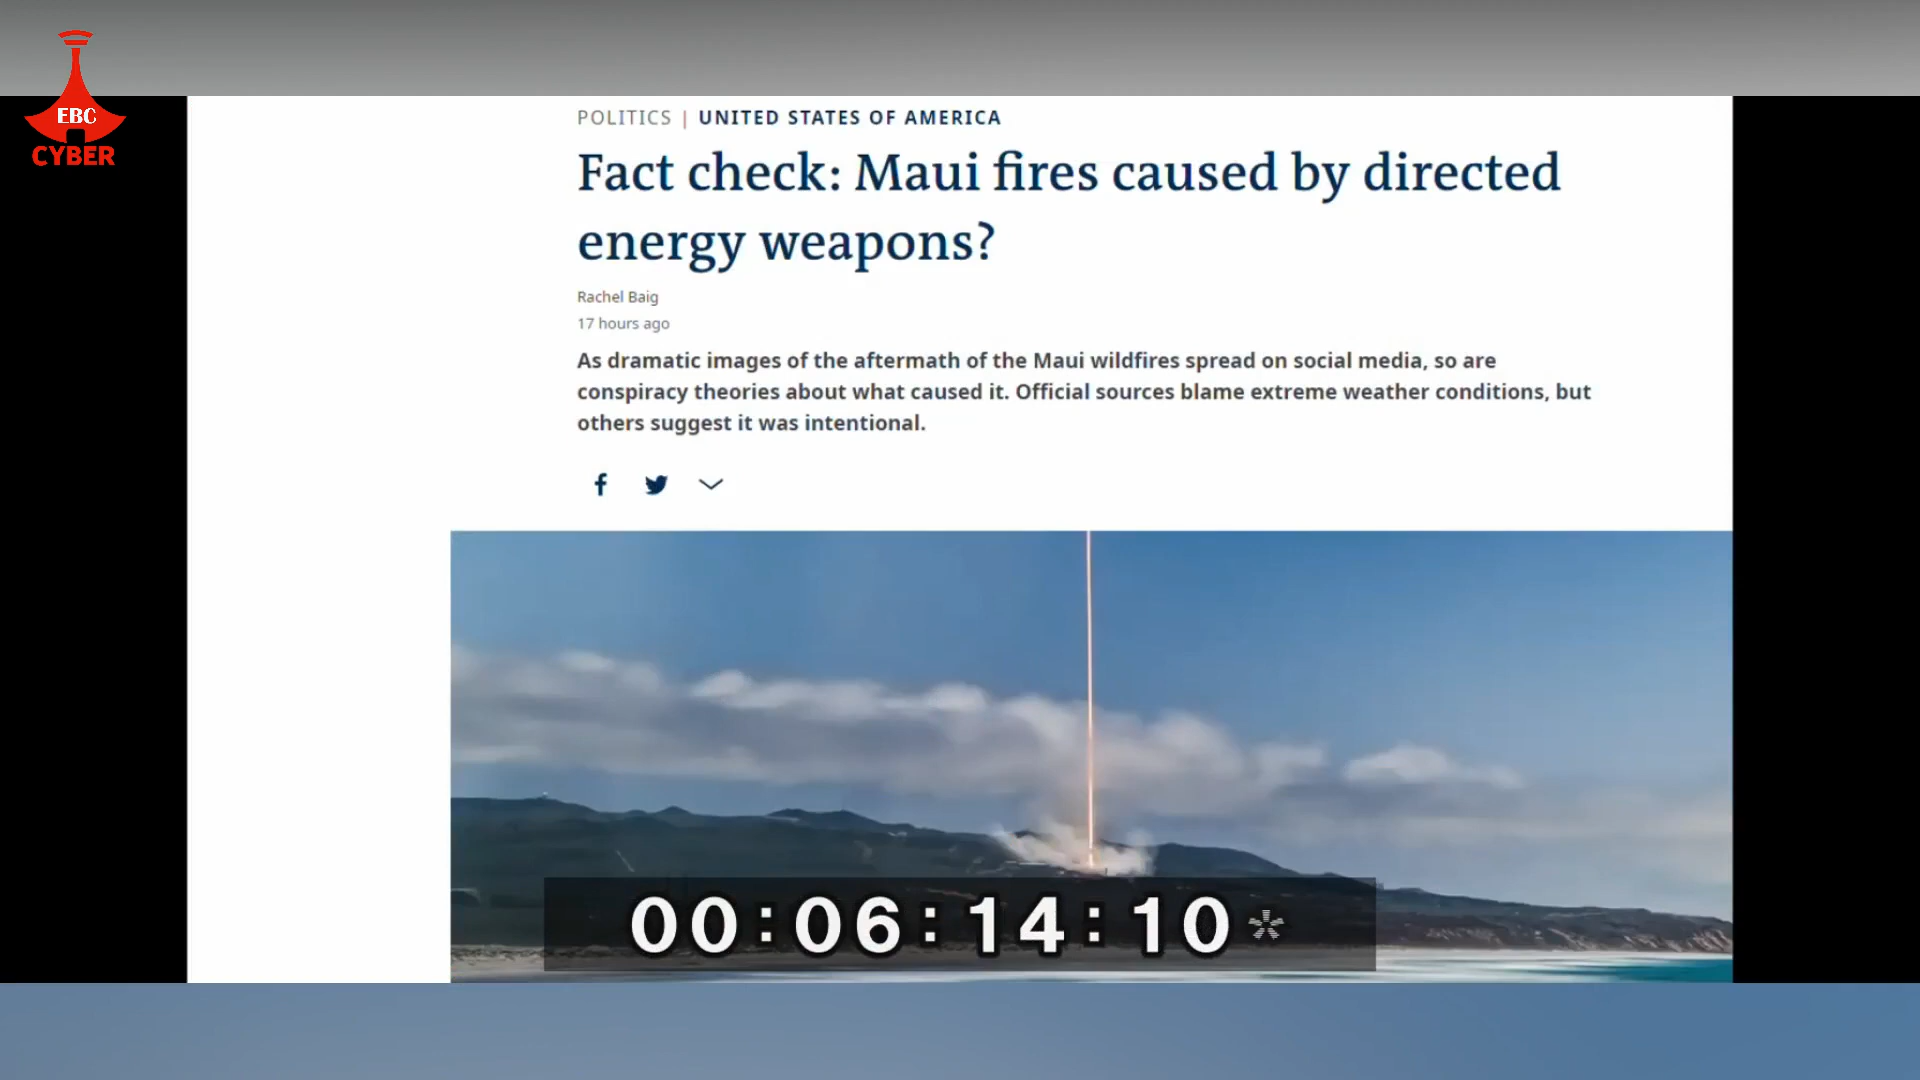 EBC
CYBER
POLITICS | UNITED STATES OF AMERICA
Fact check: Maui fires caused by directed
energy weapons?
Rachel Baig
17 hours ago
As dramatic images of the aftermath of the Maui wildfires spread on social media, so are
conspiracy theories about what caused it. Official sources blame extreme weather conditions, but
others suggest it was intentional.
00:06:14:10*